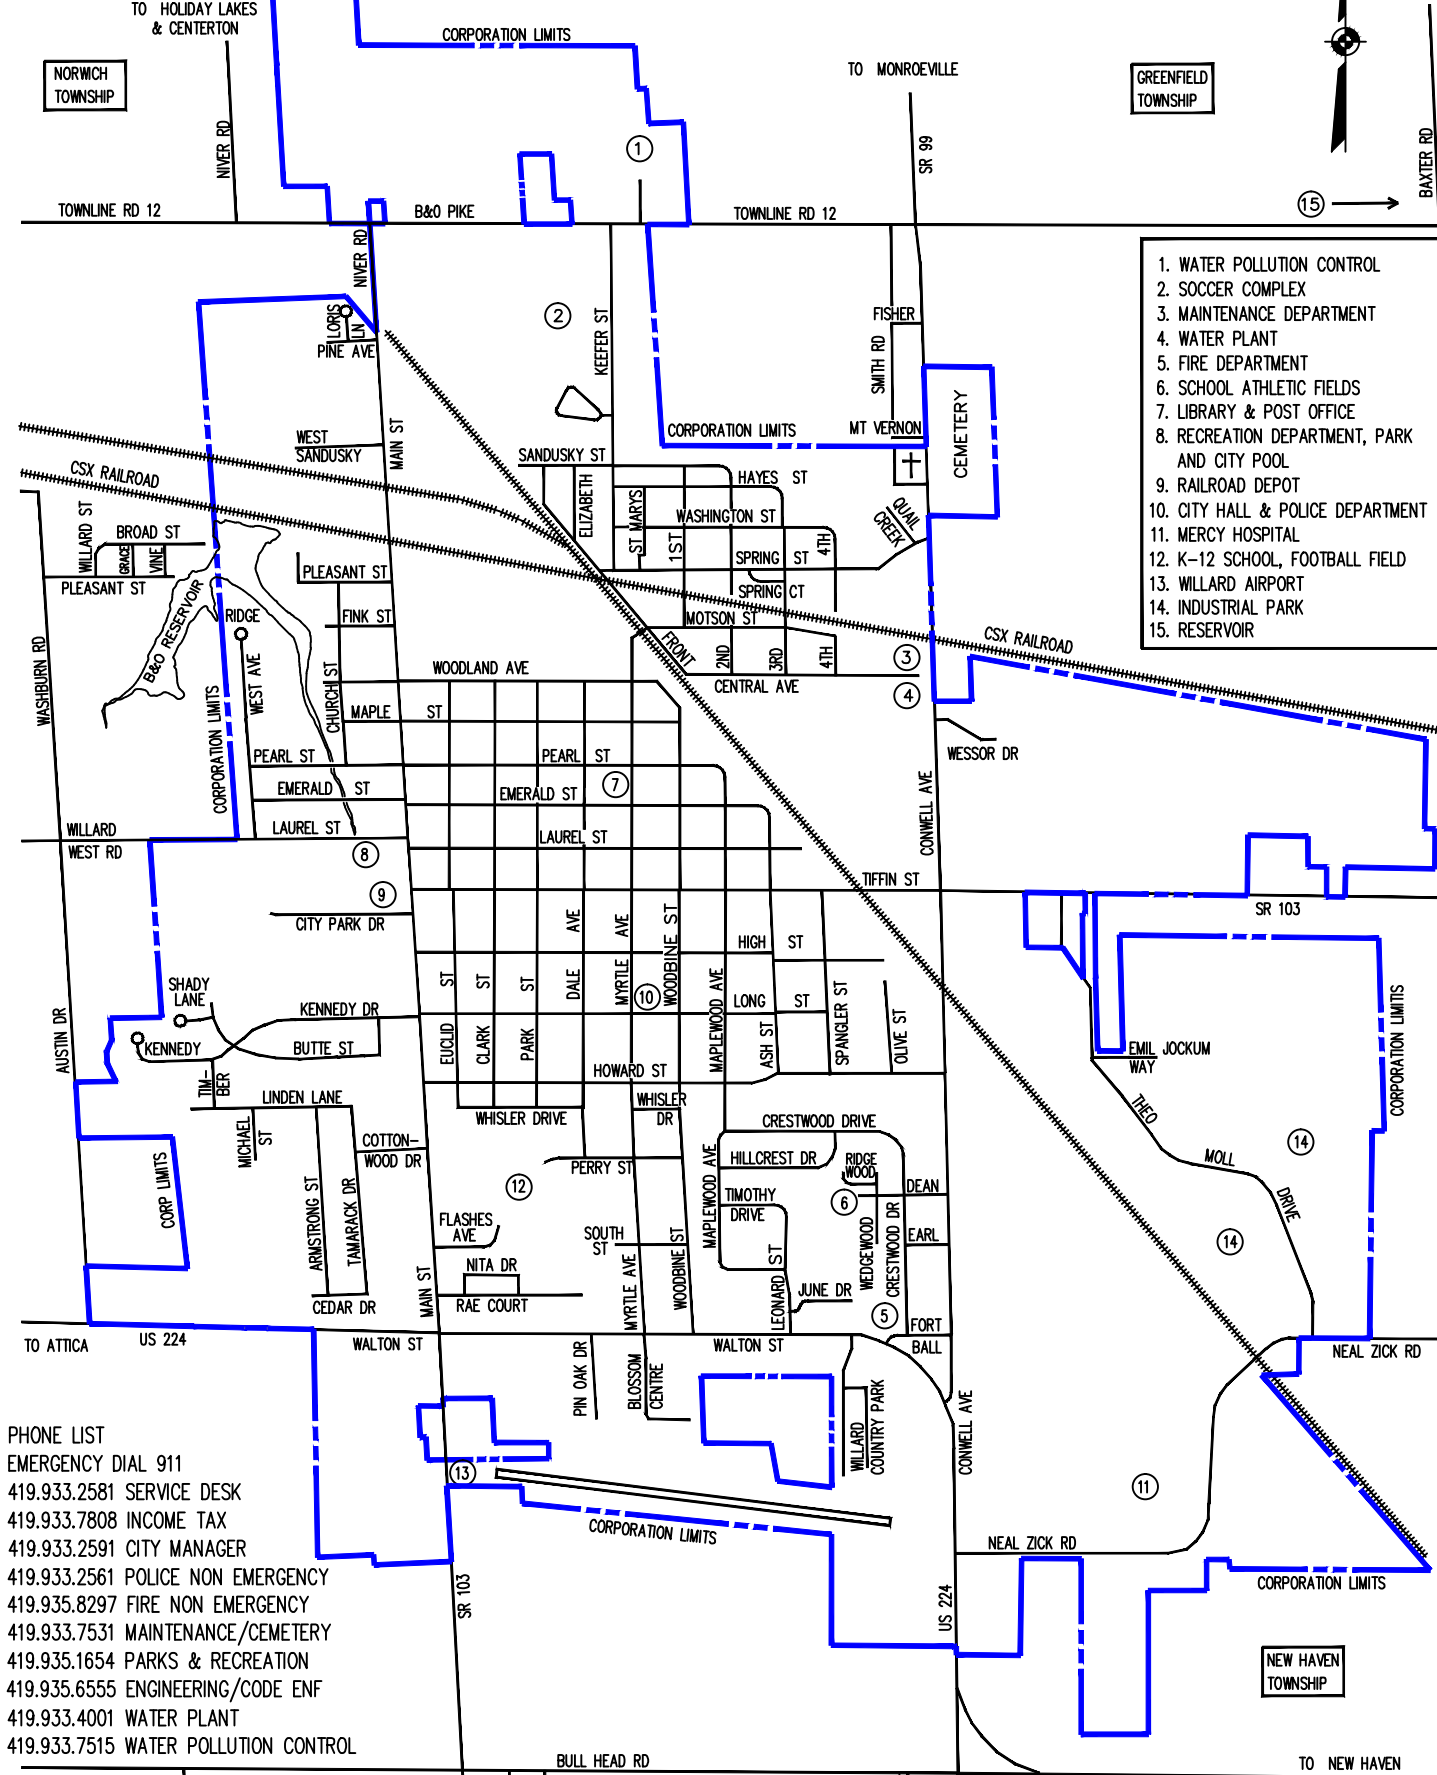 TO HOLIDAY LAKES
& CENTERTON
CORPORATION LIMITS
NORWICH
TOWNSHIP
TO MONROEVILLE
GREENFIELD
TOWNSHIP
NIVER RD
1
SR 99
BAXTER RD
15
TOWNLINE RD 12
B&O PIKE
TOWNLINE RD 12
NIVER RD
1. WATER POLLUTION CONTROL
2. SOCCER COMPLEX
3. MAINTENANCE DEPARTMENT
4. WATER PLANT
5. FIRE DEPARTMENT
6. SCHOOL ATHLETIC FIELDS
7. LIBRARY & POST OFFICE
8. RECREATION DEPARTMENT, PARK
AND CITY POOL
9. RAILROAD DEPOT
10. CITY HALL & POLICE DEPARTMENT
11. MERCY HOSPITAL
12. K-12 SCHOOL, FOOTBALL FIELD
13. WILLARD AIRPORT
14. INDUSTRIAL PARK
15. RESERVOIR
LORIS
LN
PINE AVE
2
KEEFER ST
FISHER
SMITH RD
MT VERNON
CEMETERY
CORPORATION LIMITS
WEST
SANDUSKY
MAIN ST
SANDUSKY ST
CSX RAILROAD
HAYES ST
ELIZABETH
ST MARYS
WASHINGTON ST
QUAIL
CREEK
WILLARD ST
BROAD ST
GRACE
VINE
1ST
4TH
SPRING ST
PLEASANT ST
PLEASANT ST
SPRING CT
B&O RESERVOIR
RIDGE
FINK ST
MOTSON ST
CSX RAILROAD
WASHBURN RD
FRONT
2ND
3RD
4TH
3
WEST AVE
CHURCH ST
WOODLAND AVE
CENTRAL AVE
4
CORPORATION LIMITS
MAPLE ST
WESSOR DR
PEARL ST
PEARL ST
EMERALD ST
EMERALD ST
7
CONWELL AVE
WILLARD
WEST RD
LAUREL ST
LAUREL ST
8
TIFFIN ST
9
CITY PARK DR
SR 103
DALE AVE
MYRTLE AVE
WOODBINE ST
HIGH ST
EUCLID ST
CLARK ST
PARK ST
10
MAPLEWOOD AVE
LONG ST
SHADY
LANE
KENNEDY DR
KENNEDY
BUTTE ST
ASH ST
SPANGLER ST
OLIVE ST
CORPORATION LIMITIS
EMIL JOCKUM
WAY
AUSTIN DR
TIM-
BER
HOWARD ST
LINDEN LANE
WHISLER DRIVE
WHISLER
DR
THEO
MOLL
DRIVE
CRESTWOOD DRIVE
MICHAEL
ST
COTTON-
WOOD DR
PERRY ST
HILLCREST DR
RIDGE
WOOD
14
CORP LIMITS
ARMSTRONG ST
TAMARACK DR
12
MAPLEWOOD AVE
TIMOTHY
DRIVE
6
DEAN
FLASHES
AVE
SOUTH
ST
EARL
14
WEDGEWOOD
CRESTWOOD DR
NITA DR
RAE COURT
MYRTLE AVE
WOODBINE ST
LEONARD ST
JUNE DR
CEDAR DR
MAIN ST
5
FORT
BALL
TO ATTICA
US 224
WALTON ST
WALTON ST
NEAL ZICK RD
PIN OAK DR
BLOSSOM
CENTRE
WILLARD
COUNTRY PARK
CONWELL AVE
13
11
CORPORATION LIMITS
NEAL ZICK RD
CORPORATION LIMITS
SR 103
US 224
PHONE LIST
EMERGENCY DIAL 911
419.933.2581 SERVICE DESK
419.933.7808 INCOME TAX
419.933.2591 CITY MANAGER
419.933.2561 POLICE NON EMERGENCY
419.935.8297 FIRE NON EMERGENCY
419.933.7531 MAINTENANCE/CEMETERY
419.935.1654 PARKS & RECREATION
419.935.6555 ENGINEERING/CODE ENF
419.933.4001 WATER PLANT
419.933.7515 WATER POLLUTION CONTROL
NEW HAVEN
TOWNSHIP
BULL HEAD RD
TO NEW HAVEN